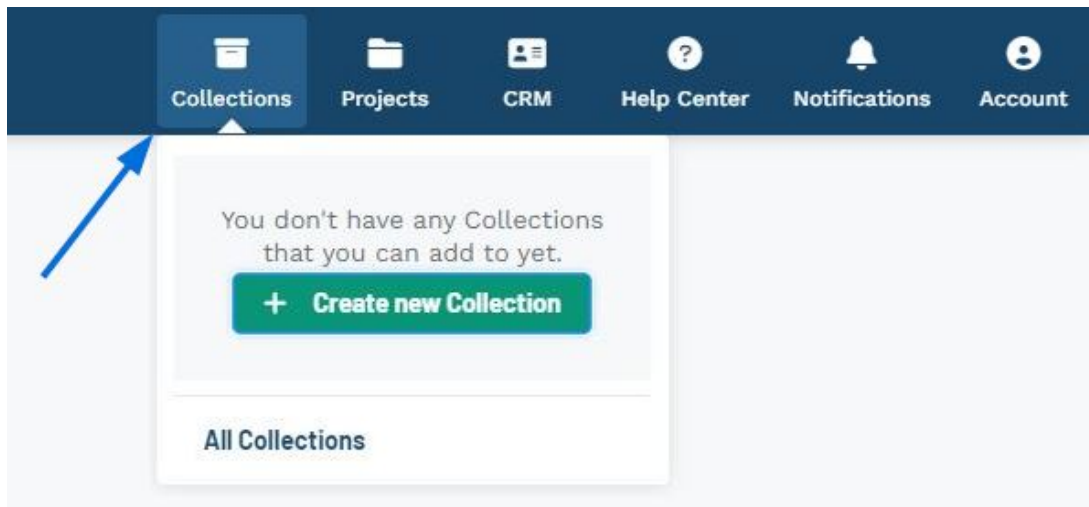 Collections Projects CRM Help Center Notifications Account
You don't have any Collections
that you can add to yet.
+ Create new Collection
All Collections